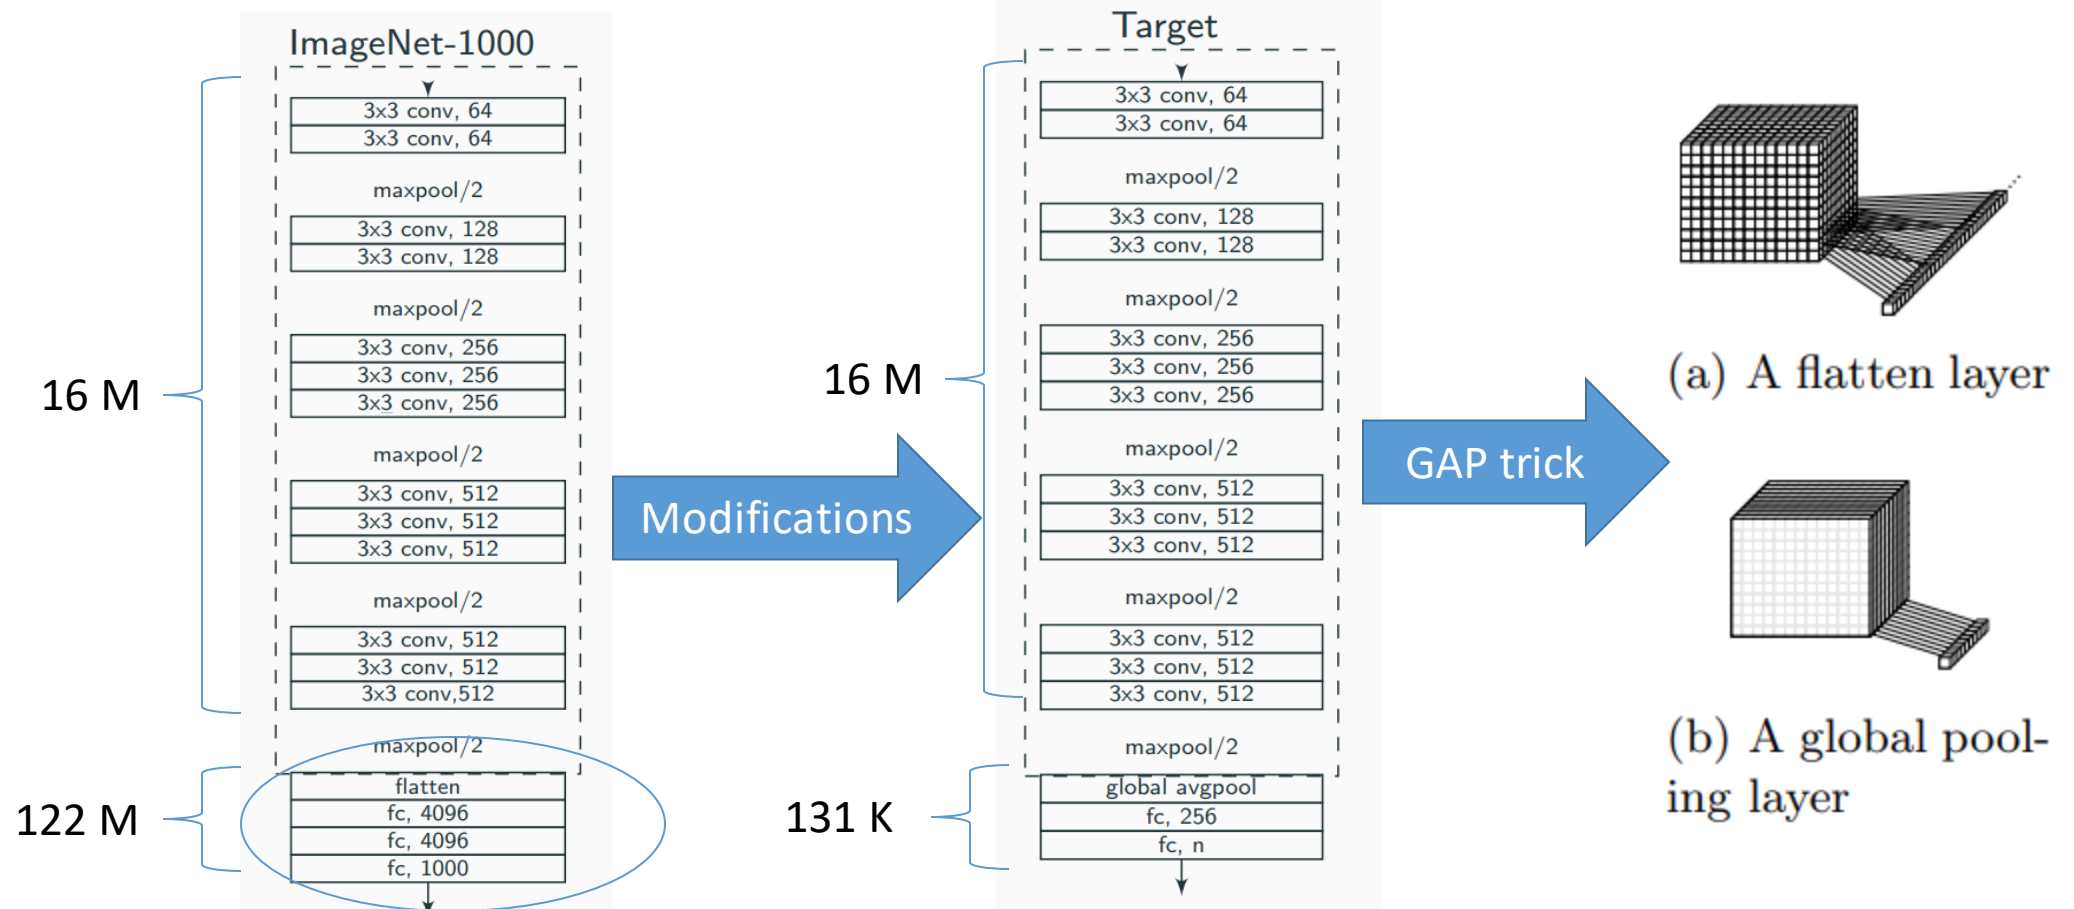 ImageNet-1000
3x3 conv, 64
3x3 conv, 64
maxpool/2
3x3 conv, 128
3x3 conv, 128
maxpool/2
3x3 conv, 256
3x3 conv, 256
3x3 conv, 256
maxpool/2
3x3 conv, 512
3x3 conv, 512
3x3 conv, 512
maxpool/2
3x3 conv, 512
3x3 conv, 512
3x3 conv,512
maxpool/2
flatten
fc, 4096
fc, 4096
fc, 1000
16 M
122 M
Modifications
Target
3x3 conv, 64
3x3 conv, 64
maxpool/2
3x3 conv, 128
3x3 conv, 128
maxpool/2
3x3 conv, 256
3x3 conv, 256
3x3 conv, 256
maxpool/2
3x3 conv, 512
3x3 conv, 512
3x3 conv, 512
maxpool/2
3x3 conv, 512
3x3 conv, 512
3x3 conv, 512
maxpool/2
global avgpool
fc, 256
fc, n
16 M
131 K
GAP trick
(a) A flatten layer
(b) A global pool-
ing layer